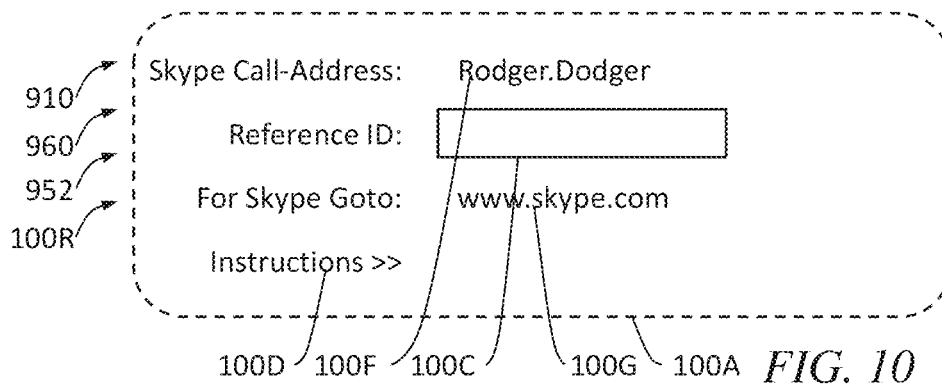 Skype Call-Address: Rodger.Dodger
910
Reference ID:
960
952
For Skype Goto: www.skype.com
100R
Instructions >>
100D 100F 100C 100G 100A FIG. 10